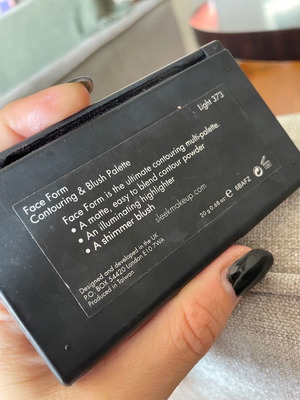 Face Form
Contouring & Blush Palette
Light 373
Face Form is the ultimate contouring multi-palette.
• A matte, easy to blend contour powder
• An illuminating highlighter
• A shimmer blush
sleekmakeup.com
Designed and developed in the UK
P.O. BOX 54420 London E10 7WA
Produced in Taiwan
20 g 0.68 oz ℮ 6BAFZ